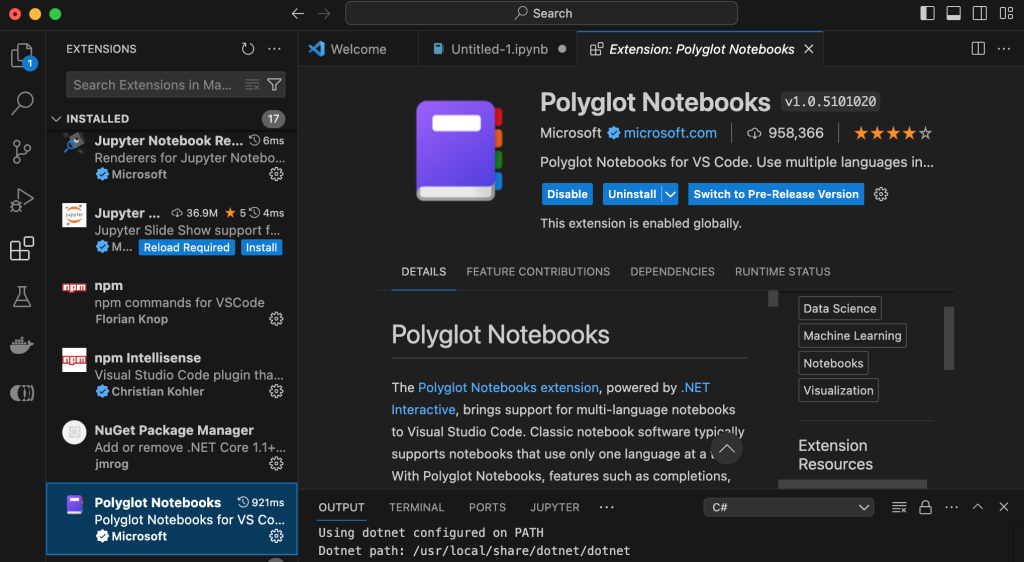 Search
EXTENSIONS
Welcome
Untitled-1.ipynb
Extension: Polyglot Notebooks
1
Search Extensions in Ma...
INSTALLED
17
Jupyter Notebook Re...
6ms
Renderers for Jupyter Notebo...
Microsoft
Jupyter ...
36.9M
5
4ms
Jupyter Slide Show support f...
M...
Reload Required
Install
npm
npm
npm commands for VSCode
Florian Knop
npm
npm Intellisense
Visual Studio Code plugin tha...
Christian Kohler
NuGet Package Manager
Add or remove .NET Core 1.1+...
jmrog
Polyglot Notebooks
921ms
Polyglot Notebooks for VS Co...
Microsoft
Polyglot Notebooks
v1.0.5101020
Microsoft
microsoft.com
958,366
Polyglot Notebooks for VS Code. Use multiple languages in...
Disable
Uninstall
Switch to Pre-Release Version
This extension is enabled globally.
DETAILS
FEATURE CONTRIBUTIONS
DEPENDENCIES
RUNTIME STATUS
Polyglot Notebooks
The Polyglot Notebooks extension, powered by .NET
Interactive, brings support for multi-language notebooks
to Visual Studio Code. Classic notebook software typically
supports notebooks that use only one language at a
With Polyglot Notebooks, features such as completions,
Data Science
Machine Learning
Notebooks
Visualization
Extension
Resources
OUTPUT
TERMINAL
PORTS
JUPYTER
C#
Using dotnet configured on PATH
Dotnet path: /usr/local/share/dotnet/dotnet